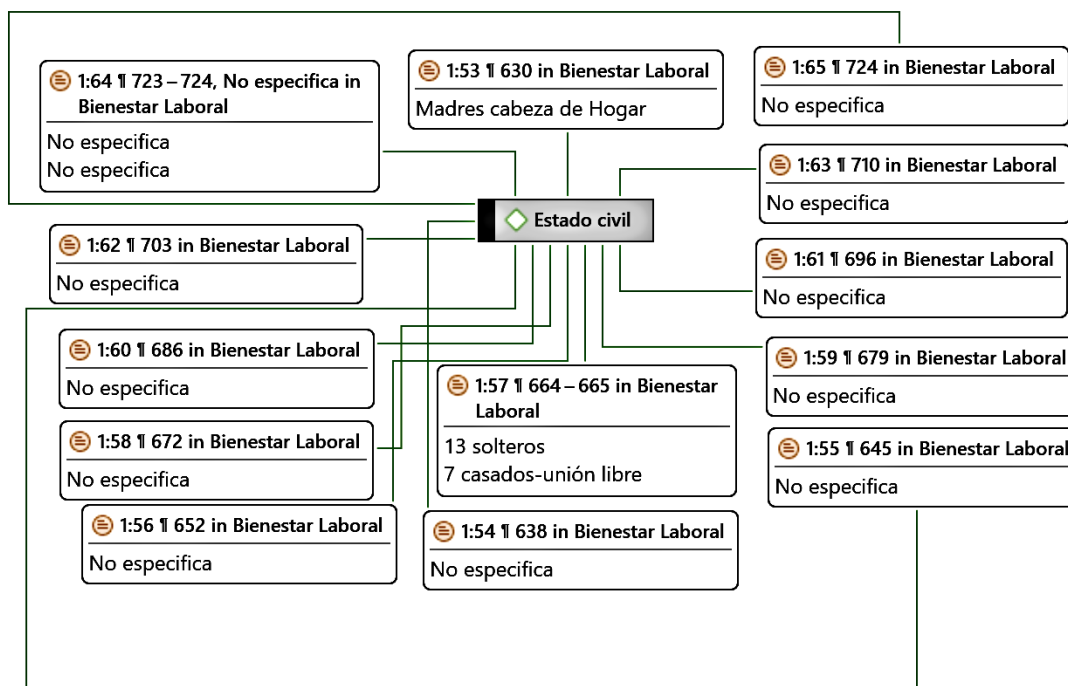 1:64 ¶ 723 – 724, No especifica in
Bienestar Laboral
No especifica
No especifica
1:53 ¶ 630 in Bienestar Laboral
Madres cabeza de Hogar
1:65 ¶ 724 in Bienestar Laboral
No especifica
1:63 ¶ 710 in Bienestar Laboral
No especifica
Estado civil
1:62 ¶ 703 in Bienestar Laboral
No especifica
1:61 ¶ 696 in Bienestar Laboral
No especifica
1:60 ¶ 686 in Bienestar Laboral
No especifica
1:59 ¶ 679 in Bienestar Laboral
No especifica
1:57 ¶ 664 – 665 in Bienestar
Laboral
13 solteros
7 casados-unión libre
1:58 ¶ 672 in Bienestar Laboral
No especifica
1:55 ¶ 645 in Bienestar Laboral
No especifica
1:56 ¶ 652 in Bienestar Laboral
No especifica
1:54 ¶ 638 in Bienestar Laboral
No especifica